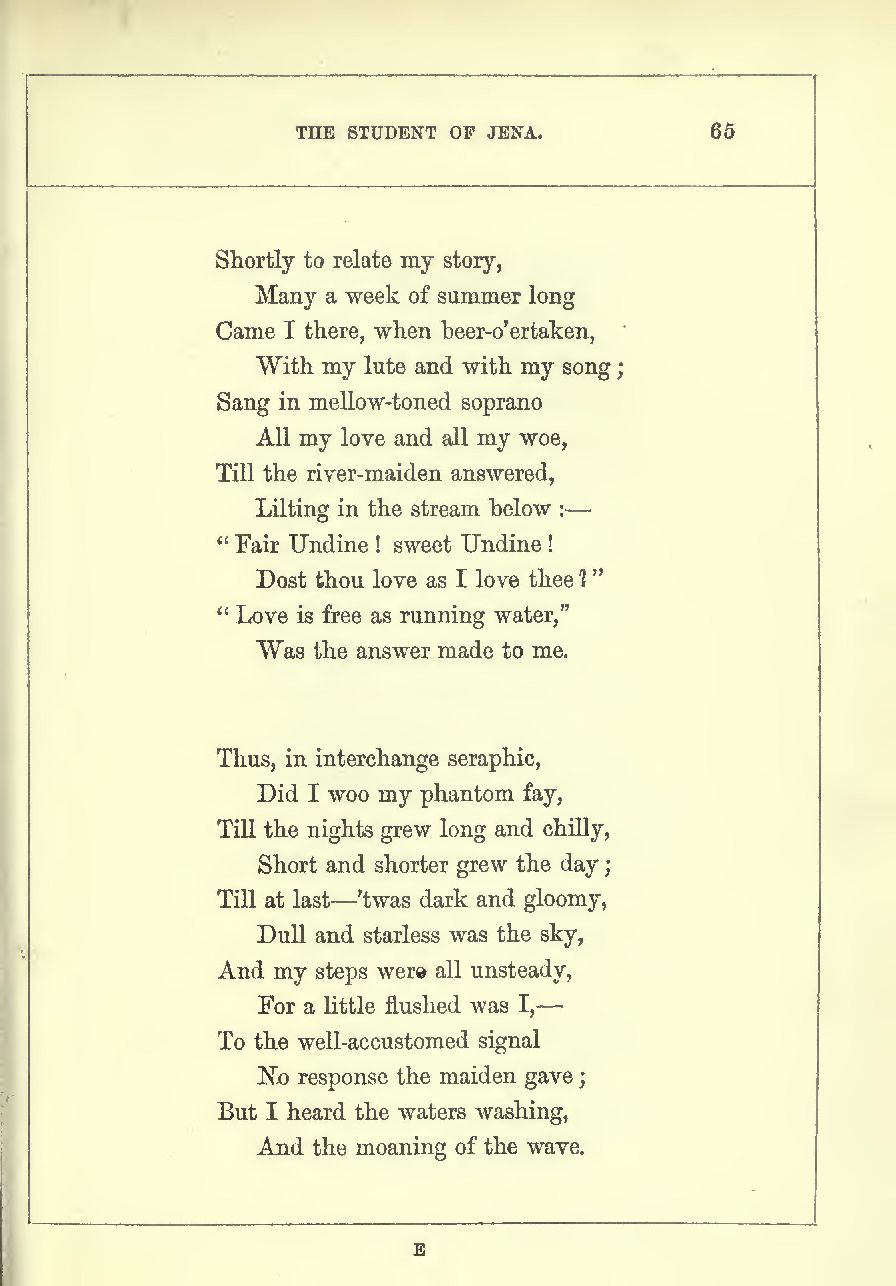 THE STUDENT OF JENA. 65
Shortly to relate my story,
Many a week of summer long
Came I there, when beer-o'ertaken,
With my lute and with my song;
Sang in mellow-toned soprano
All my love and all my woe,
Till the river-maiden answered,
Lilting in the stream below :—
“ Fair Undine ! sweet Undine !
Dost thou love as I love thee ? ”
“ Love is free as running water,”
Was the answer made to me.
Thus, in interchange seraphic,
Did I woo my phantom fay,
Till the nights grew long and chilly,
Short and shorter grew the day;
Till at last—'twas dark and gloomy,
Dull and starless was the sky,
And my steps were all unsteady,
For a little flushed was I,—
To the well-accustomed signal
No response the maiden gave;
But I heard the waters washing,
And the moaning of the wave.
E